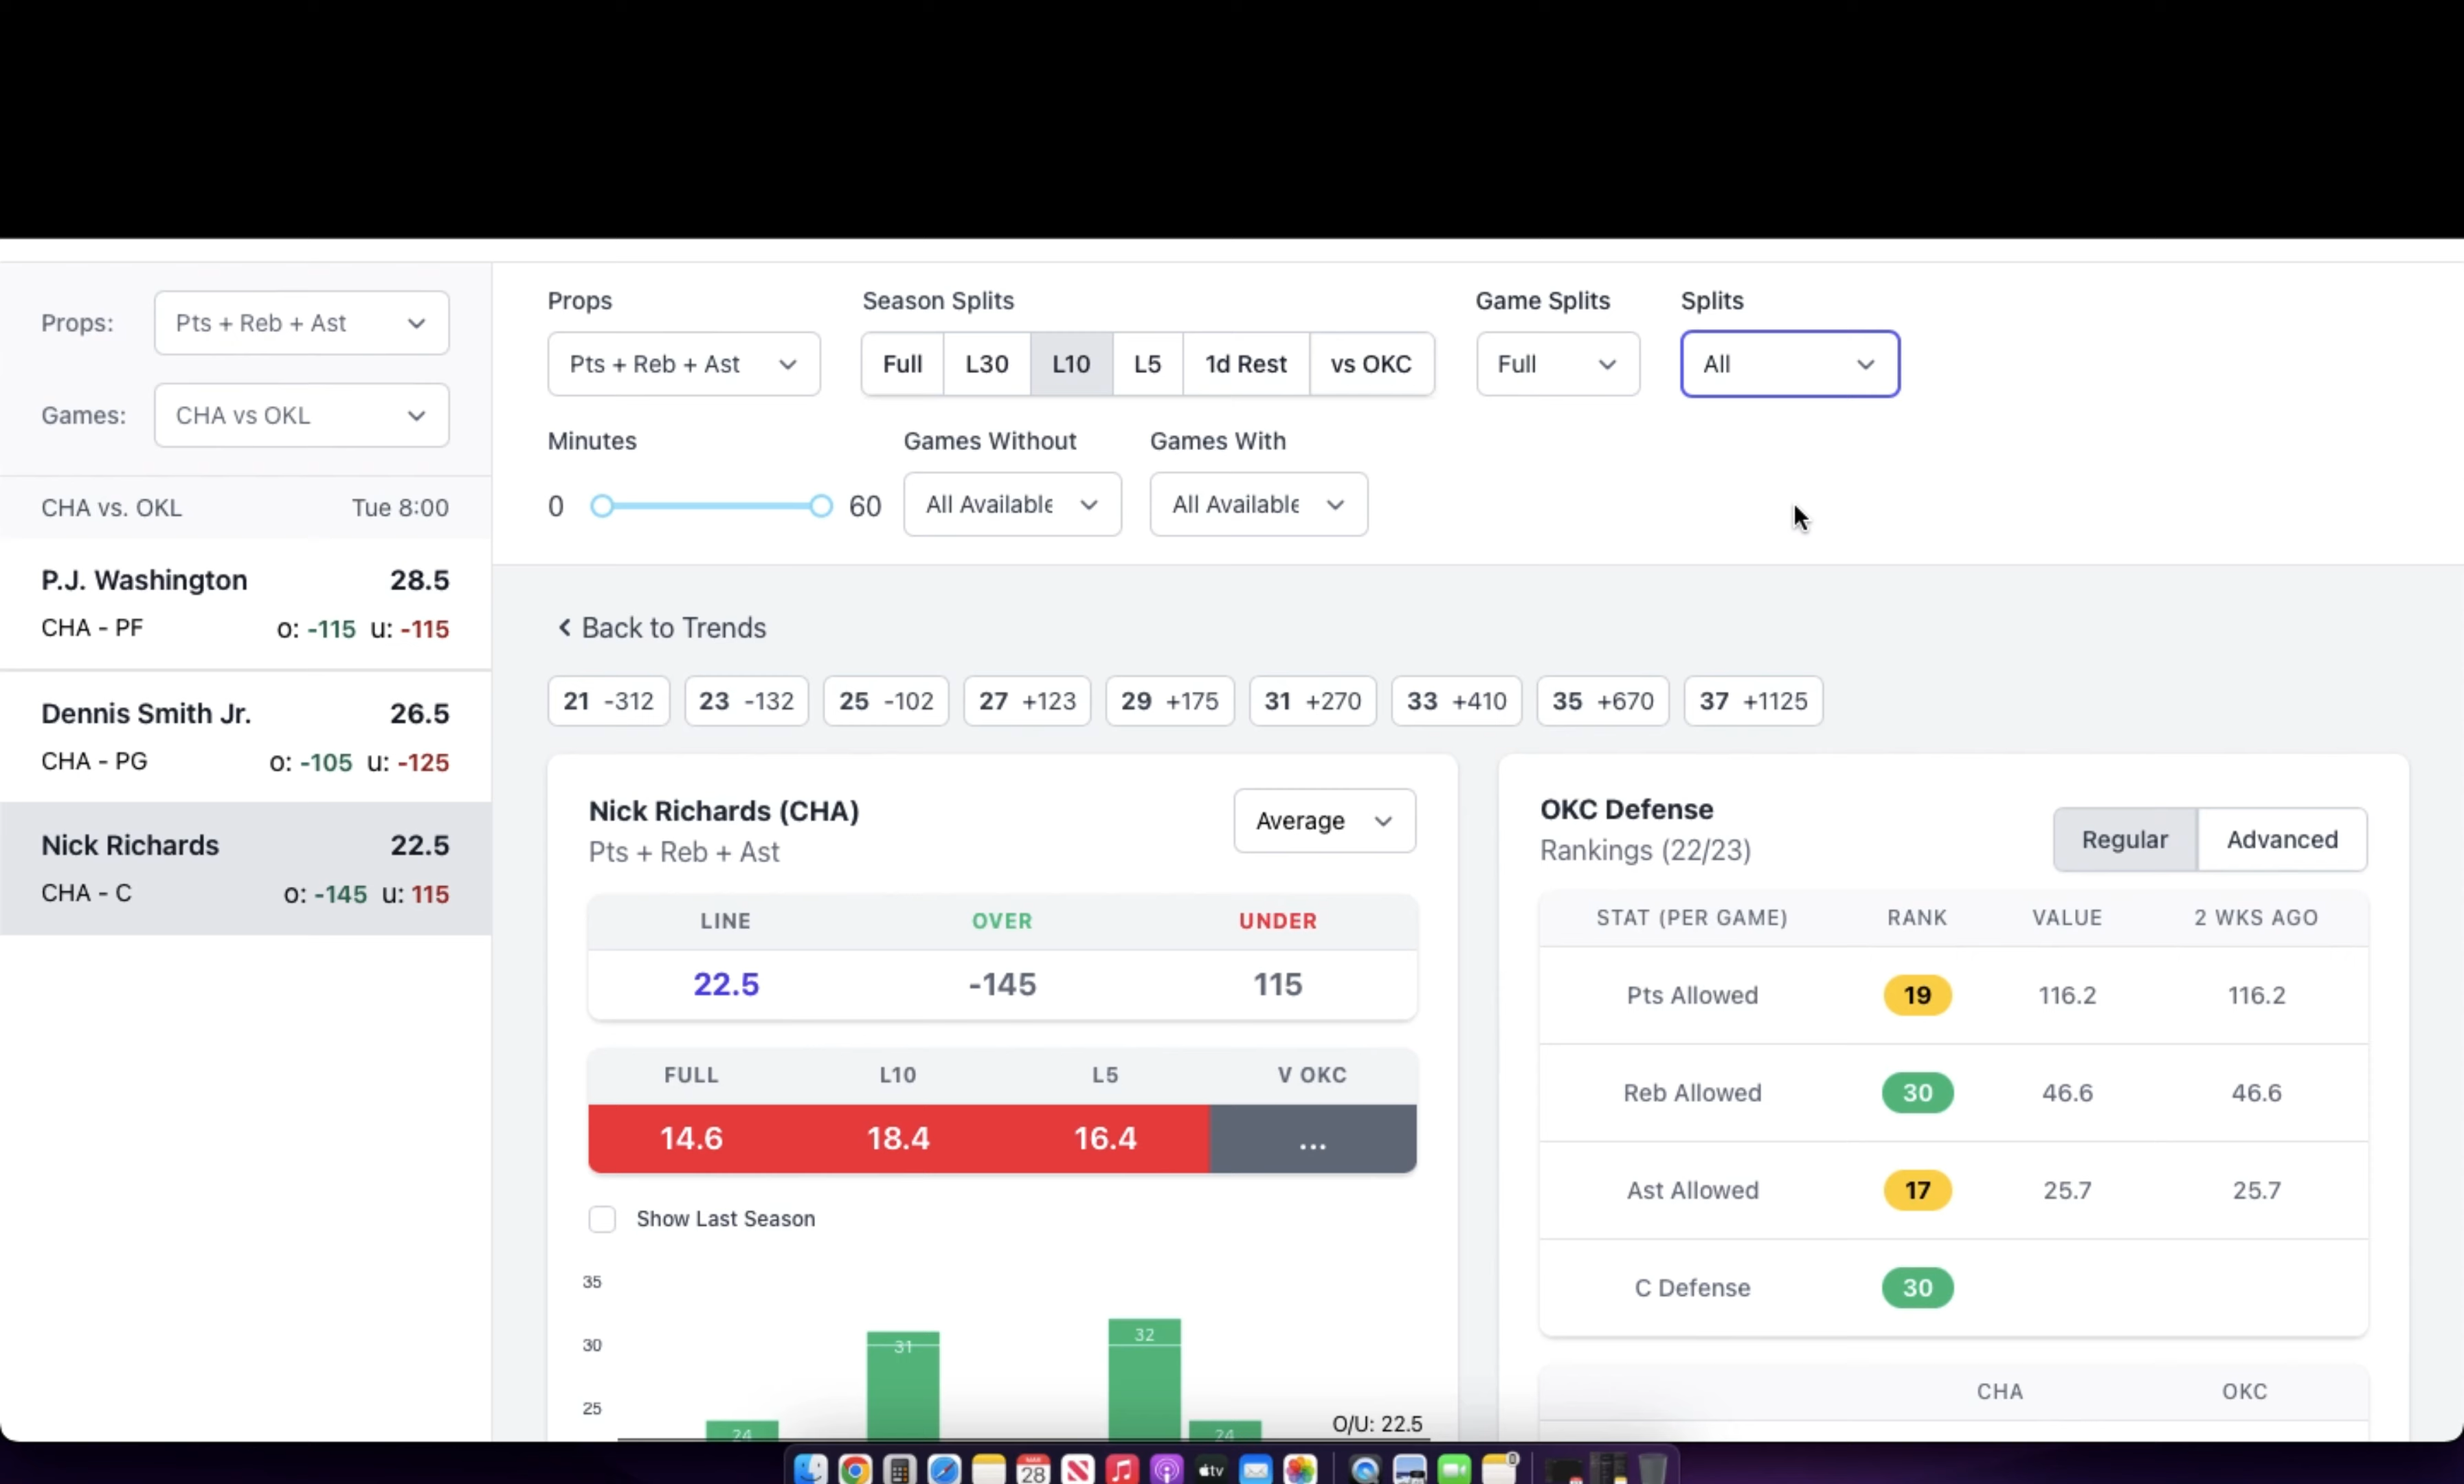 Props: Pts + Reb + Ast
Games: CHA vs OKL
CHA vs. OKL Tue 8:00
P.J. Washington 28.5
CHA - PF o: -115 u: -115
Dennis Smith Jr. 26.5
CHA - PG o: -105 u: -125
Nick Richards 22.5
CHA - C o: -145 u: 115
Props Season Splits Game Splits Splits
Pts + Reb + Ast Full L30 L10 L5 1d Rest vs OKC Full All
Minutes Games Without Games With
0 60 All Available All Available
Back to Trends
21 -312 23 -132 25 -102 27 +123 29 +175 31 +270 33 +410 35 +670 37 +1125
Nick Richards (CHA) Average
Pts + Reb + Ast
LINE OVER UNDER
22.5 -145 115
FULL L10 L5 V OKC
14.6 18.4 16.4 ...
Show Last Season
35
30
25
24 31 32 24
O/U: 22.5
OKC Defense
Rankings (22/23) Regular Advanced
STAT (PER GAME) RANK VALUE 2 WKS AGO
Pts Allowed 19 116.2 116.2
Reb Allowed 30 46.6 46.6
Ast Allowed 17 25.7 25.7
C Defense 30
CHA OKC
28
tv